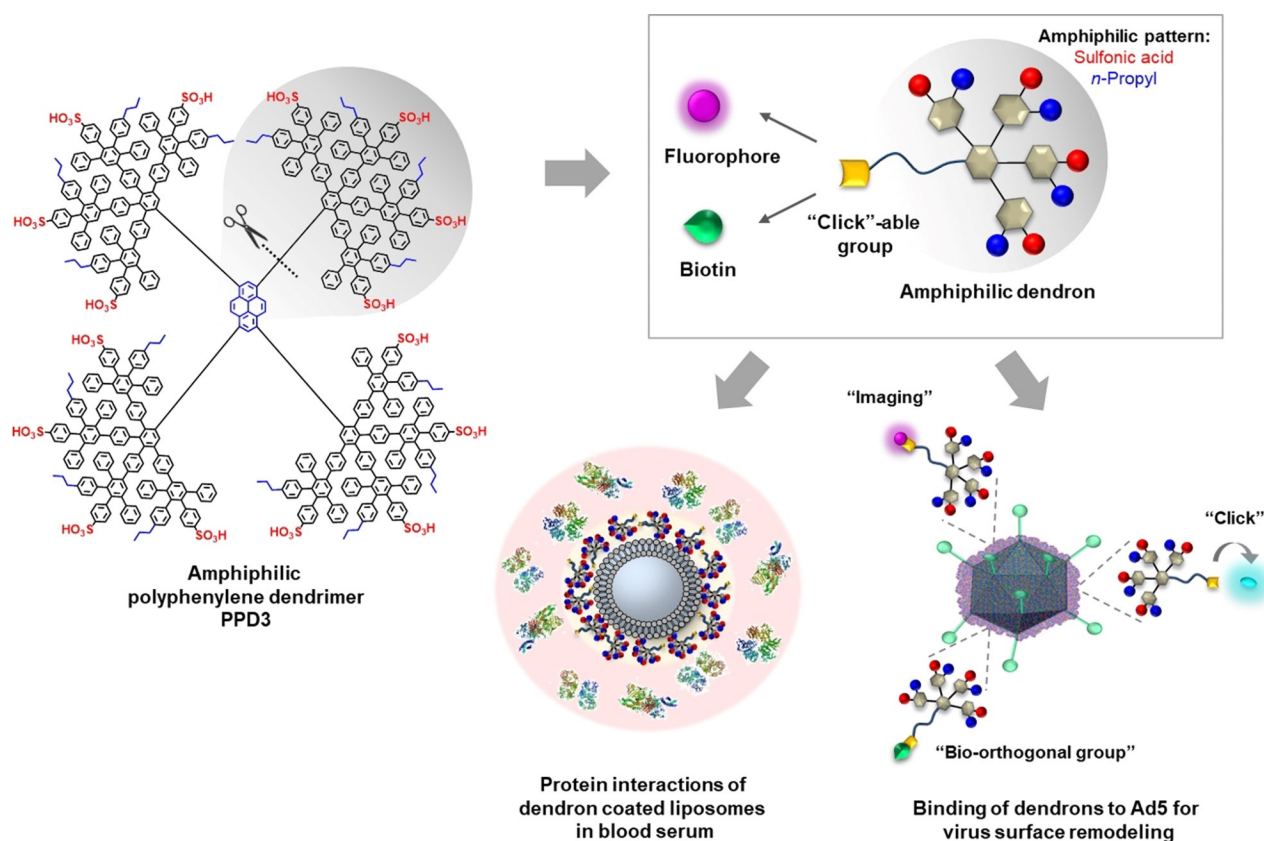 SO₃H
SO₃H
HO₃S
HO₃S
SO₃H
HO₃S
SO₃H
HO₃S
SO₃H
HO₃S
SO₃H
HO₃S
SO₃H
HO₃S
SO₃H
HO₃S
SO₃H
Amphiphilic
polyphenylene dendrimer
PPD3
Amphiphilic pattern:
Sulfonic acid
n-Propyl
Fluorophore
Biotin
“Click”-able
group
Amphiphilic dendron
“Imaging”
“Click”
“Bio-orthogonal group”
Protein interactions of
dendron coated liposomes
in blood serum
Binding of dendrons to Ad5 for
virus surface remodeling